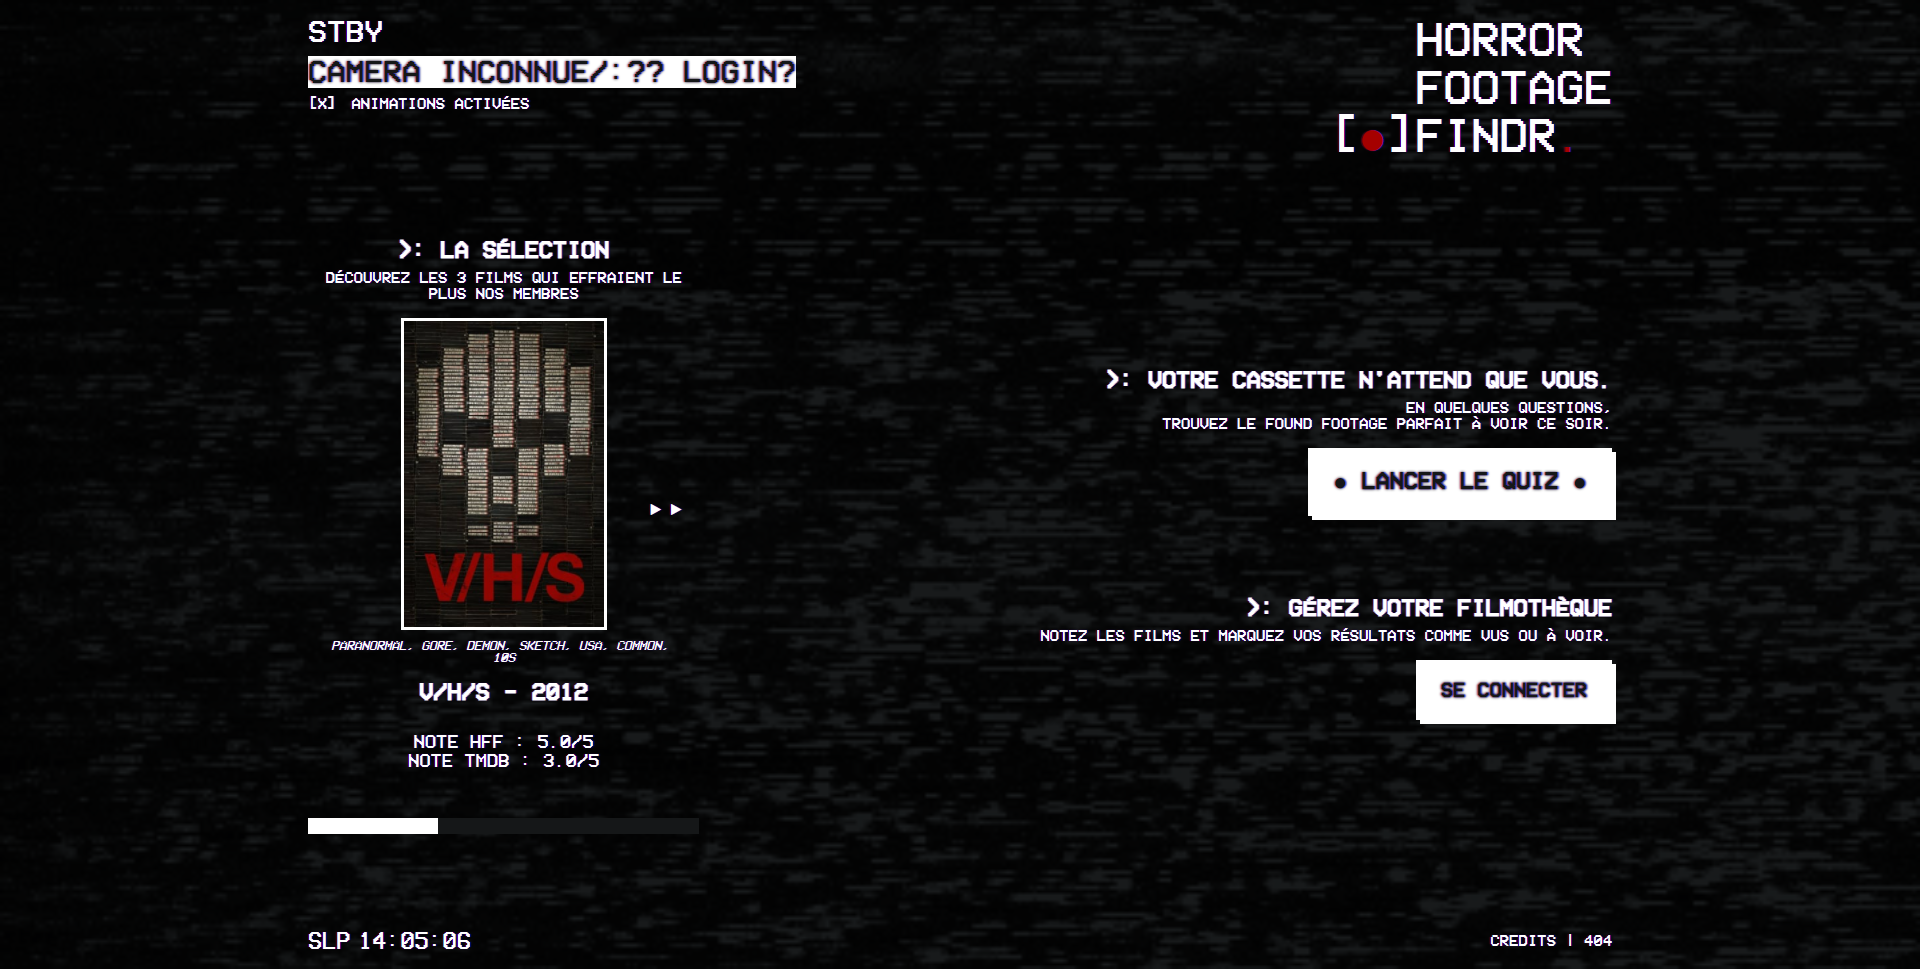 STBY
CAMERA INCONNUE/:?? LOGIN?
[X] ANIMATIONS ACTIVÉES
HORROR
FOOTAGE
[●]FINDR.
>: LA SÉLECTION
DÉCOUVREZ LES 3 FILMS QUI EFFRAIENT LE
PLUS NOS MEMBRES
V/H/S
PARANORMAL, GORE, DEMON, SKETCH, USA, COMMON,
10S
V/H/S - 2012
NOTE HFF : 5.0/5
NOTE TMDB : 3.0/5
>: VOTRE CASSETTE N'ATTEND QUE VOUS.
EN QUELQUES QUESTIONS,
TROUVEZ LE FOUND FOOTAGE PARFAIT À VOIR CE SOIR.
● LANCER LE QUIZ ●
>: GÉREZ VOTRE FILMOTHÈQUE
NOTEZ LES FILMS ET MARQUEZ VOS RÉSULTATS COMME VUS OU À VOIR.
SE CONNECTER
SLP 14:05:06
CREDITS | 404